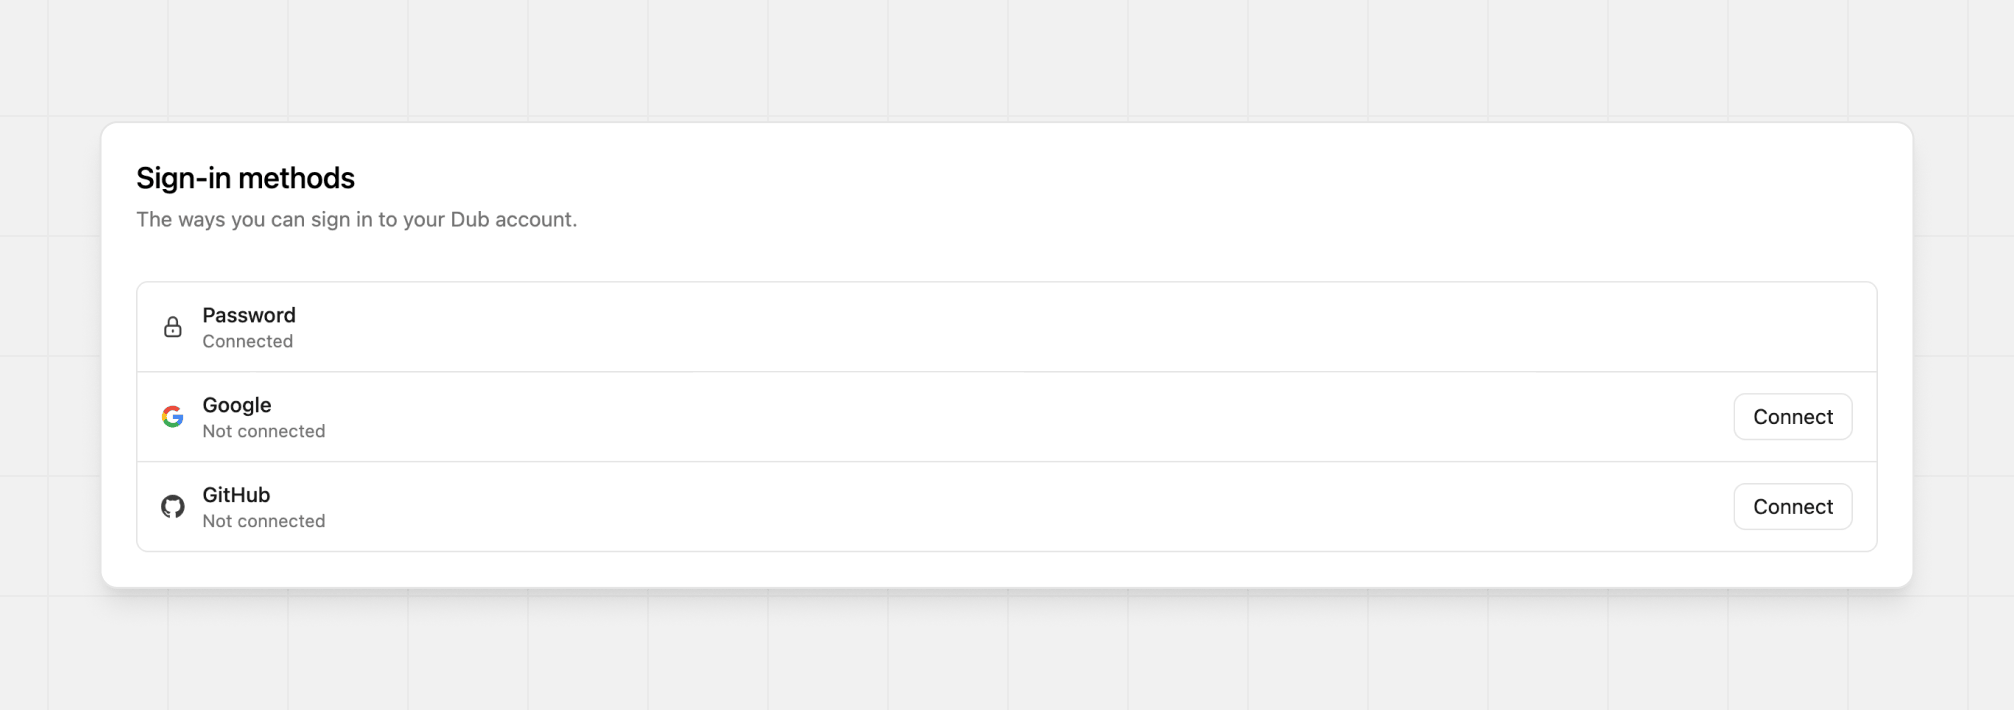 Sign-in methods
The ways you can sign in to your Dub account.
Password
Connected
Google
Not connected
Connect
GitHub
Not connected
Connect